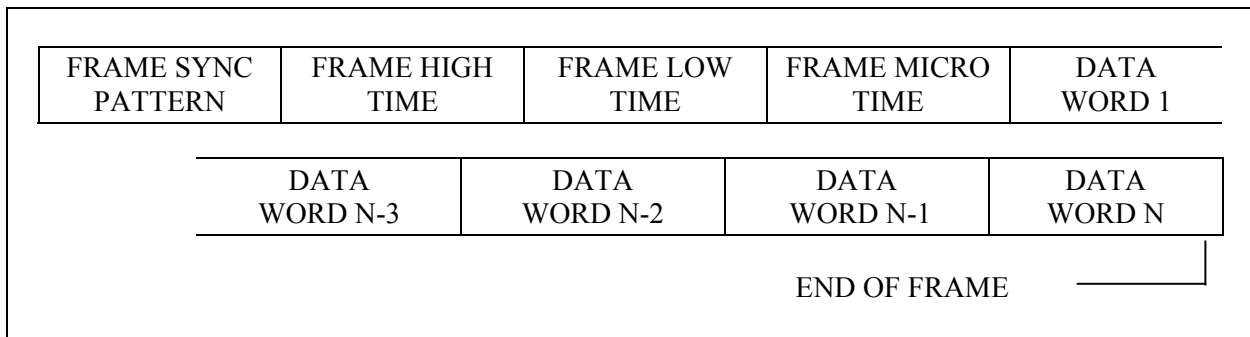 FRAME SYNC PATTERN
FRAME HIGH TIME
FRAME LOW TIME
FRAME MICRO TIME
DATA WORD 1
DATA WORD N-3
DATA WORD N-2
DATA WORD N-1
DATA WORD N
END OF FRAME